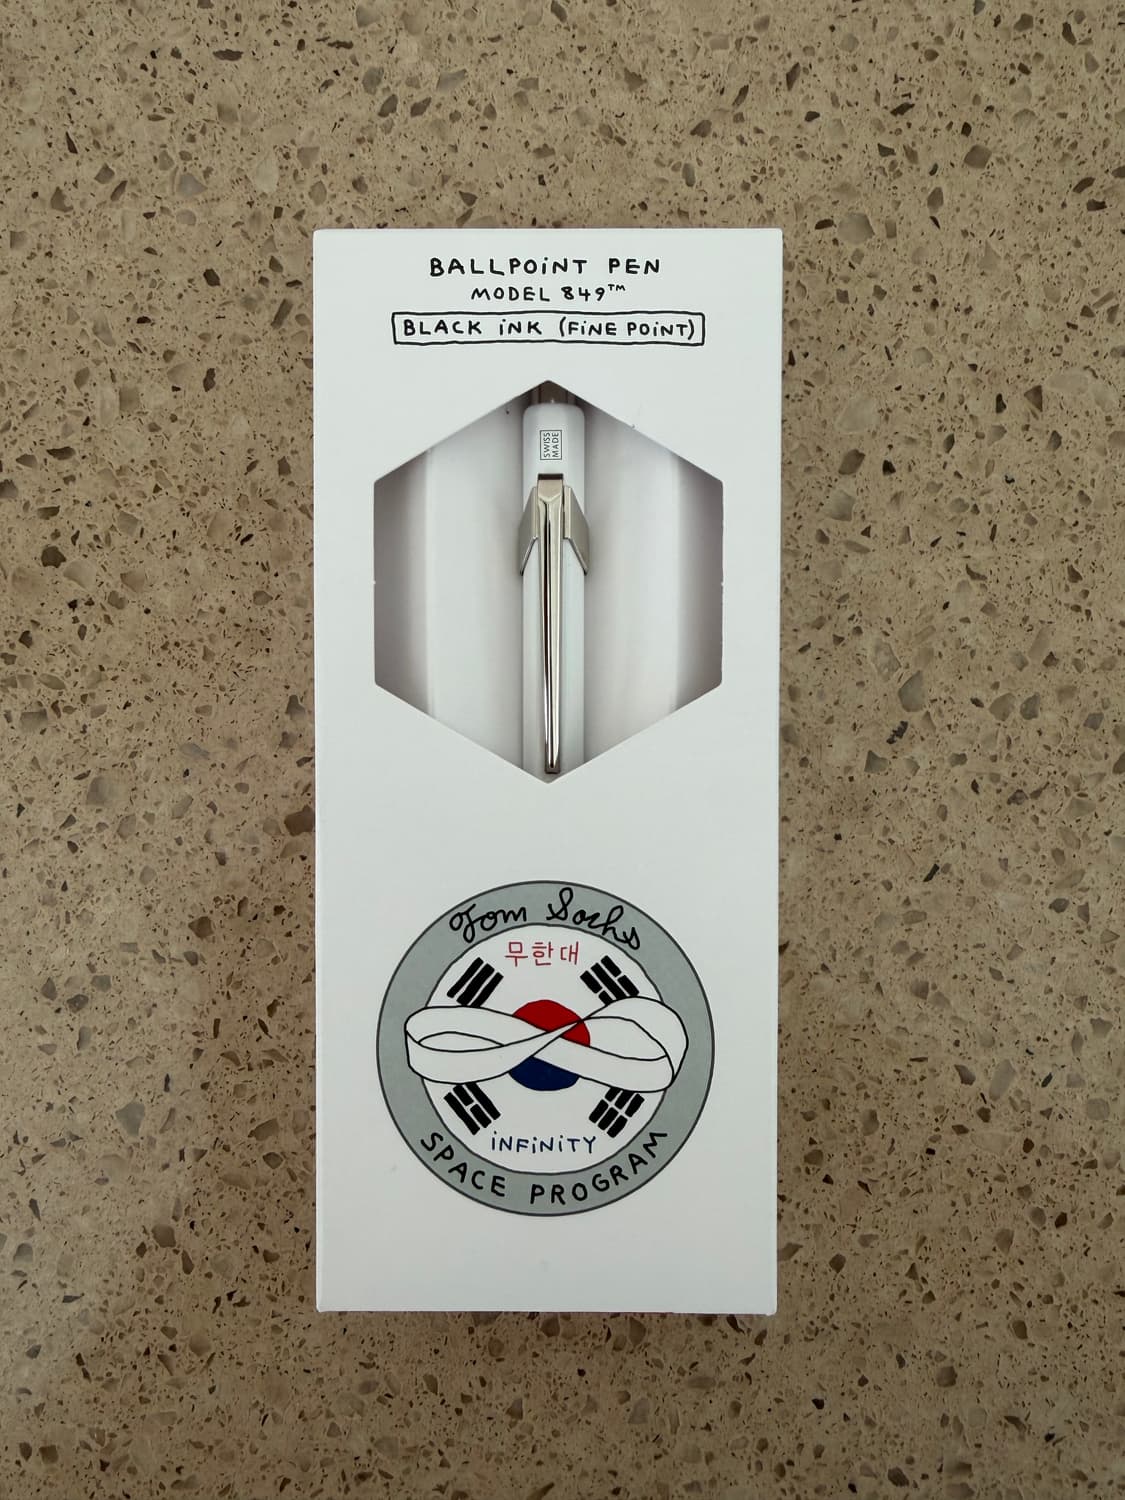 BALLPOiNT PEN
MODEL 849™
BLACK iNK (FiNE POiNT)
SWISS
MADE
Tom Sachs
무한대
iNFiNiTY
SPACE PROGRAM